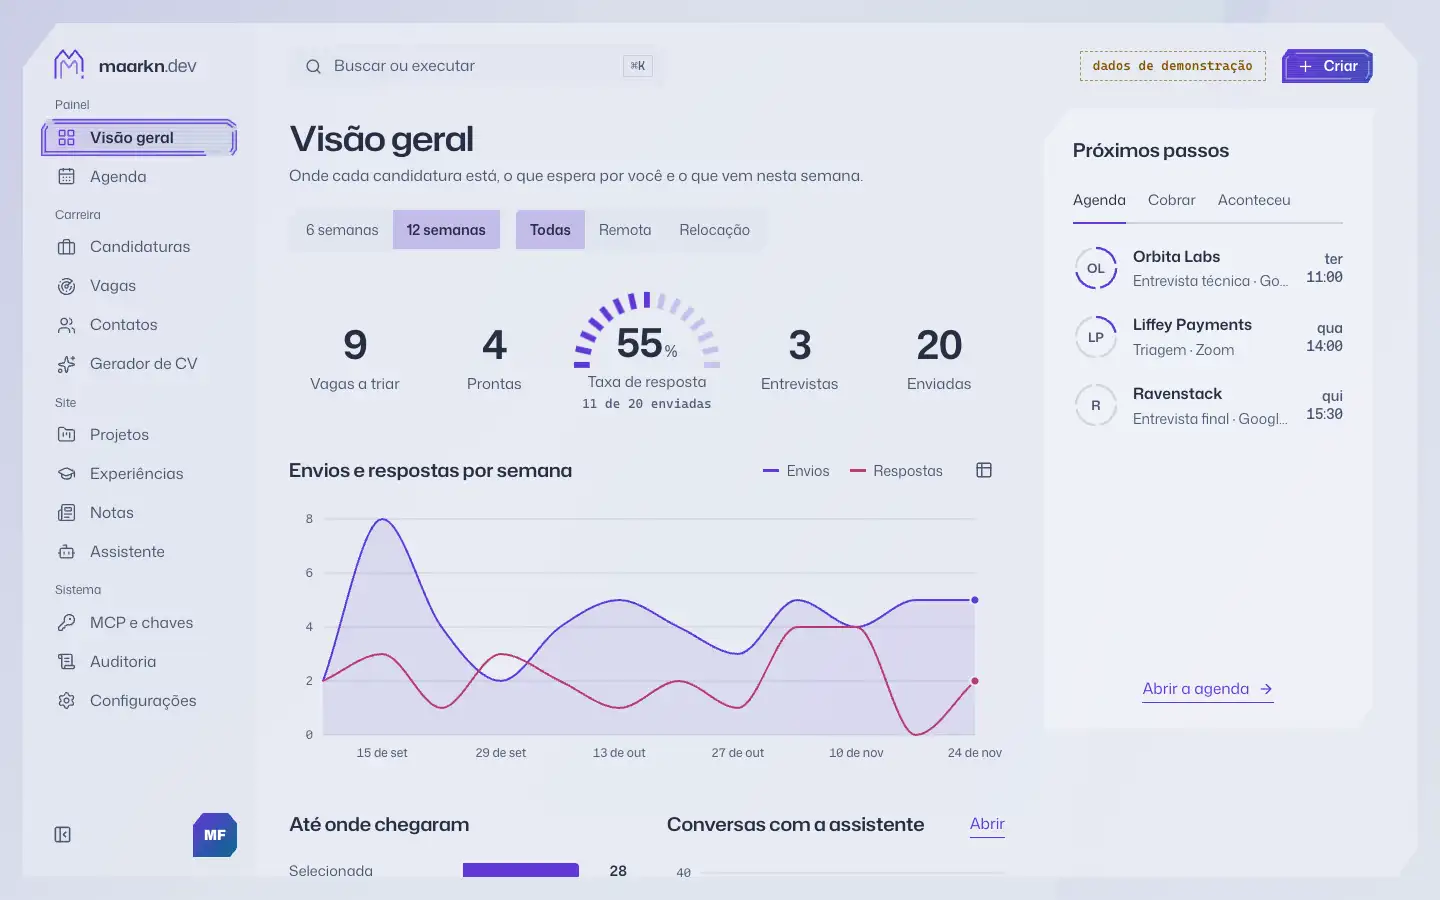 maarkn.dev
Painel
Visão geral
Agenda
Carreira
Candidaturas
Vagas
Contatos
Gerador de CV
Site
Projetos
Experiências
Notas
Assistente
Sistema
MCP e chaves
Auditoria
Configurações
MF
Buscar ou executar
⌘K
dados de demonstração
+ Criar
Visão geral
Onde cada candidatura está, o que espera por você e o que vem nesta semana.
6 semanas
12 semanas
Todas
Remota
Relocação
9
Vagas a triar
4
Prontas
55%
Taxa de resposta
11 de 20 enviadas
3
Entrevistas
20
Enviadas
Envios e respostas por semana
Envios
Respostas
8
6
4
2
0
15 de set
29 de set
13 de out
27 de out
10 de nov
24 de nov
Até onde chegaram
Selecionada
28
Conversas com a assistente
Abrir
40
Próximos passos
Agenda
Cobrar
Aconteceu
OL
Orbita Labs
Entrevista técnica · Go...
ter
11:00
LP
Liffey Payments
Triagem · Zoom
qua
14:00
R
Ravenstack
Entrevista final · Googl...
qui
15:30
Abrir a agenda →